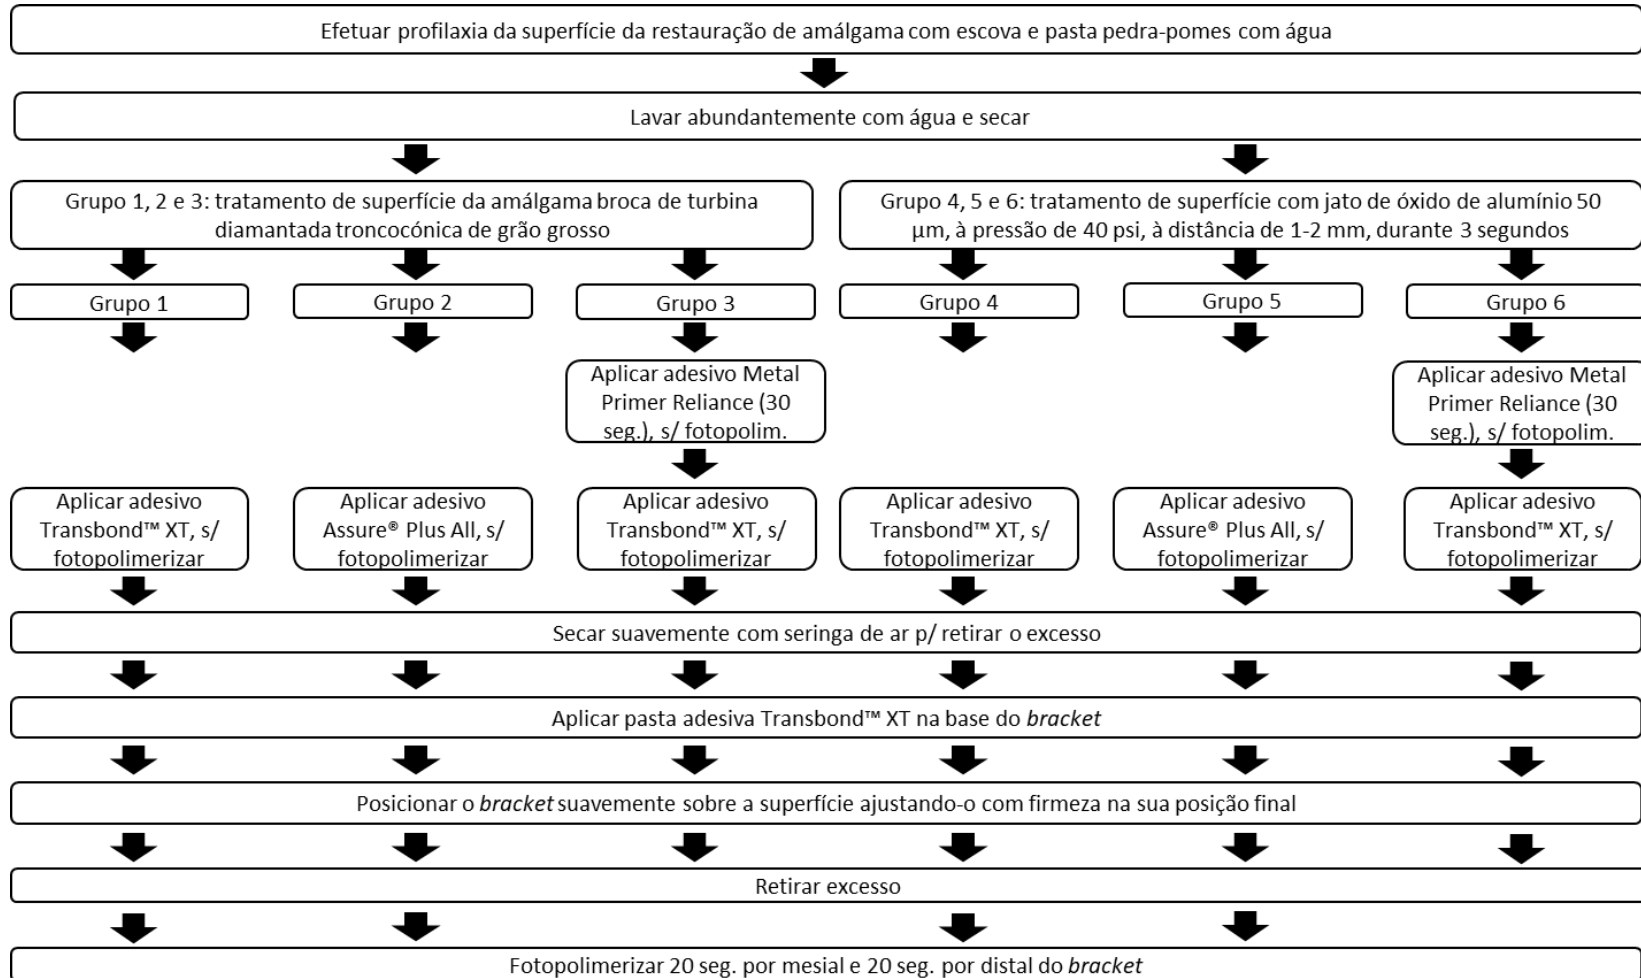 Efetuar profilaxia da superfície da restauração de amálgama com escova e pasta pedra-pomes com água
Lavar abundantemente com água e secar
Grupo 1, 2 e 3: tratamento de superfície da amálgama broca de turbina
diamantada troncocónica de grão grosso
Grupo 4, 5 e 6: tratamento de superfície com jato de óxido de alumínio 50
µm, à pressão de 40 psi, à distância de 1-2 mm, durante 3 segundos
Grupo 1
Grupo 2
Grupo 3
Grupo 4
Grupo 5
Grupo 6
Aplicar adesivo Metal
Primer Reliance (30
seg.), s/ fotopolim.
Aplicar adesivo Metal
Primer Reliance (30
seg.), s/ fotopolim.
Aplicar adesivo
Transbond™ XT, s/
fotopolimerizar
Aplicar adesivo
Assure® Plus All, s/
fotopolimerizar
Aplicar adesivo
Transbond™ XT, s/
fotopolimerizar
Aplicar adesivo
Transbond™ XT, s/
fotopolimerizar
Aplicar adesivo
Assure® Plus All, s/
fotopolimerizar
Aplicar adesivo
Transbond™ XT, s/
fotopolimerizar
Secar suavemente com seringa de ar p/ retirar o excesso
Aplicar pasta adesiva Transbond™ XT na base do bracket
Posicionar o bracket suavemente sobre a superfície ajustando-o com firmeza na sua posição final
Retirar excesso
Fotopolimerizar 20 seg. por mesial e 20 seg. por distal do bracket